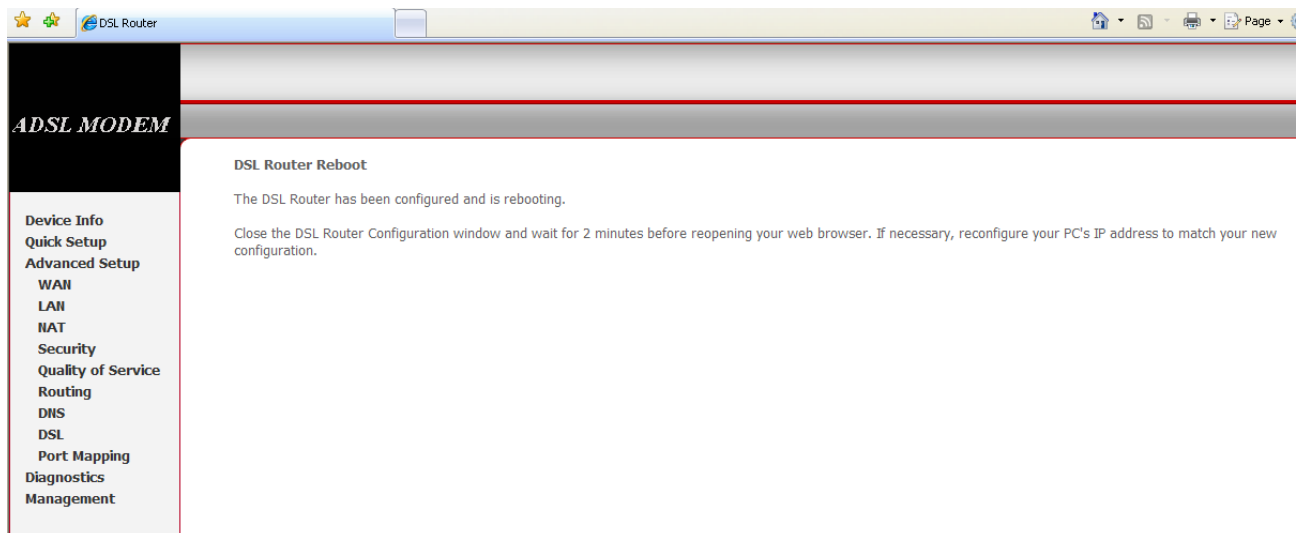 DSL Router
Page
ADSL MODEM
DSL Router Reboot
The DSL Router has been configured and is rebooting.
Close the DSL Router Configuration window and wait for 2 minutes before reopening your web browser. If necessary, reconfigure your PC's IP address to match your new
configuration.
Device Info
Quick Setup
Advanced Setup
WAN
LAN
NAT
Security
Quality of Service
Routing
DNS
DSL
Port Mapping
Diagnostics
Management